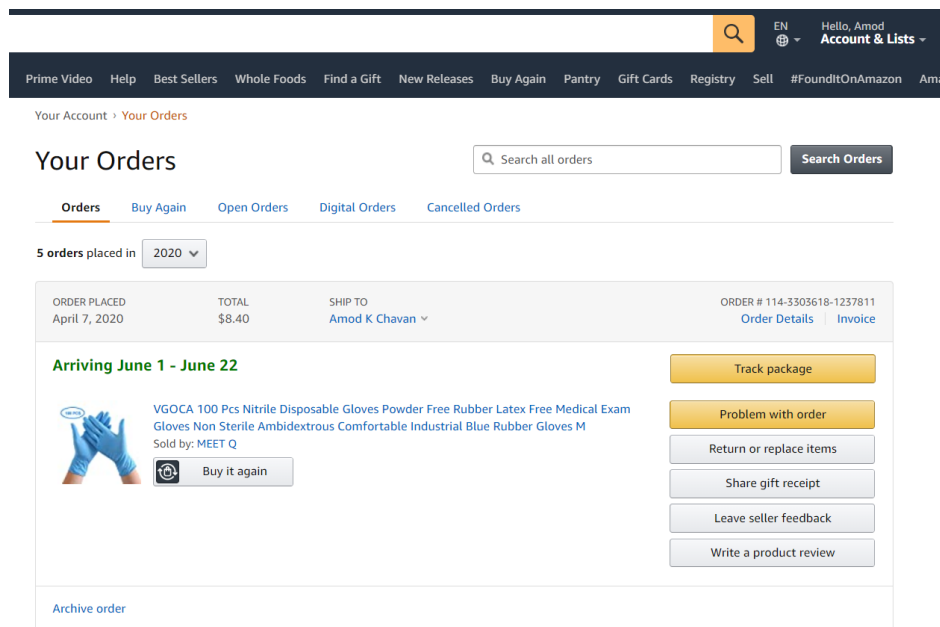 EN
Hello, Amod
Account & Lists
Prime Video Help Best Sellers Whole Foods Find a Gift New Releases Buy Again Pantry Gift Cards Registry Sell #FoundItOnAmazon Ama
Your Account › Your Orders
Your Orders
Search all orders
Search Orders
Orders Buy Again Open Orders Digital Orders Cancelled Orders
5 orders placed in 2020
ORDER PLACED TOTAL SHIP TO ORDER # 114-3303618-1237811
April 7, 2020 $8.40 Amod K Chavan Order Details Invoice
Arriving June 1 - June 22
Track package
100 PCS
VGOCA 100 Pcs Nitrile Disposable Gloves Powder Free Rubber Latex Free Medical Exam
Gloves Non Sterile Ambidextrous Comfortable Industrial Blue Rubber Gloves M
Sold by: MEET Q
Buy it again
Problem with order
Return or replace items
Share gift receipt
Leave seller feedback
Write a product review
Archive order